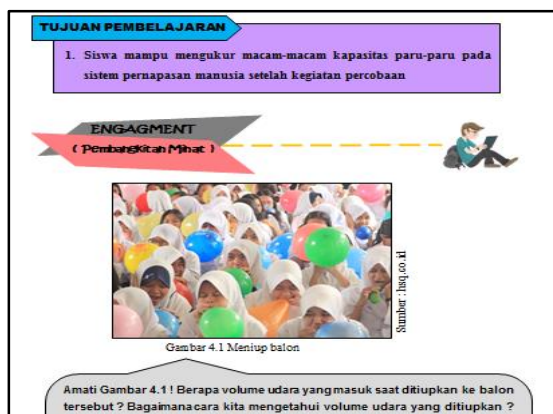 TUJUAN PEMBELAJARAN
1. Siswa mampu mengukur macam-macam kapasitas paru-paru pada
sistem pernapasan manusia setelah kegiatan percobaan
ENGAGMENT
( Pembangkitan Minat )
Sumber : hsq.co.id
Gambar 4.1 Meniup balon
Amati Gambar 4.1 ! Berapa volume udara yang masuk saat ditiupkan ke balon
tersebut ? Bagaimana cara kita mengetahui volume udara yang ditiupkan ?